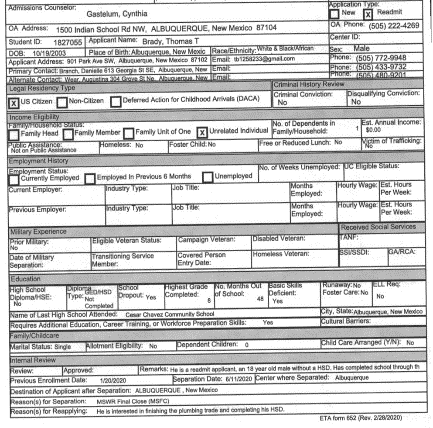 Admissions Counselor: Gastelum, Cynthia
Application Type:
New X Readmit
OA Address: 1500 Indian School Rd NW, ALBUQUERQUE, New Mexico 87104 OA Phone: (505) 222-4269
Student ID: 1827055 Applicant Name: Brady, Thomas T Center ID:
DOB: 10/19/2003 Place of Birth: Albuquerque, New Mexic Race/Ethnicity: White & Black/African Sex: Male
Applicant Address: 901 Park Ave SW, Albuquerque, New Mexico 87102 Email: tb1258233@gmail.com Phone: (505) 772-9948
Primary Contact: Branch, Danielle 613 Georgia St SE, Albuquerque, New Email: Phone: (505) 433-9732
Alternate Contact: Wear, Augustina 304 Grove St NE, Albuquerque, New Email: Phone: (505) 480-9201
Legal Residency Type Criminal History Review
X US Citizen Non-Citizen Deferred Action for Childhood Arrivals (DACA) Criminal Conviction: No Disqualifying Conviction: No
Income Eligibility
Family/Household Status:
Family Head Family Member Family Unit of One X Unrelated Individual No. of Dependents in Family/Household: 1 Est. Annual Income: $0.00
Public Assistance: Not on Public Assistance Homeless: No Foster Child: No Free or Reduced Lunch: No Victim of Trafficking: No
Employment History
Employment Status:
Currently Employed Employed In Previous 6 Months Unemployed No. of Weeks Unemployed: UC Eligible Status:
Current Employer: Industry Type: Job Title: Months Employed: Hourly Wage: Est. Hours Per Week:
Previous Employer: Industry Type: Job Title: Months Employed: Hourly Wage: Est. Hours Per Week:
Military Experience Received Social Services
Prior Military: No Eligible Veteran Status: Campaign Veteran: Disabled Veteran: TANF:
Date of Military Separation: Transitioning Service Member: Covered Person Entry Date: Homeless Veteran: SSI/SSDI: GA/RCA:
Education
High School Diploma/HSE: No Diploma Type: GED/HSD Not Completed School Dropout: Yes Highest Grade Completed: 8 No. Months Out of School: 48 Basic Skills Deficient: Yes Runaway: No Foster Care: No ELL Req: No
Name of Last High School Attended: Cesar Chavez Community School City, State: Albuquerque, New Mexico
Requires Additional Education, Career Training, or Workforce Preparation Skills: Yes Cultural Barriers:
Family/Childcare
Marital Status: Single Allotment Eligibility: No Dependent Children: 0 Child Care Arranged (Y/N): No
Internal Review
Review: Approved: Remarks: He is a readmit applicant, an 18 year old male without a HSD. Has completed school through th
Previous Enrollment Date: 1/20/2020 Separation Date: 6/11/2020 Center where Separated: Albuquerque
Destination of Applicant after Separation: ALBUQUERQUE , New Mexico
Reason(s) for Separation: MSWR Final Zone (MSFC)
Reason(s) for Reapplying: He is interested in finishing the plumbing trade and completing his HSD.
ETA form 652 (Rev. 2/28/2020)